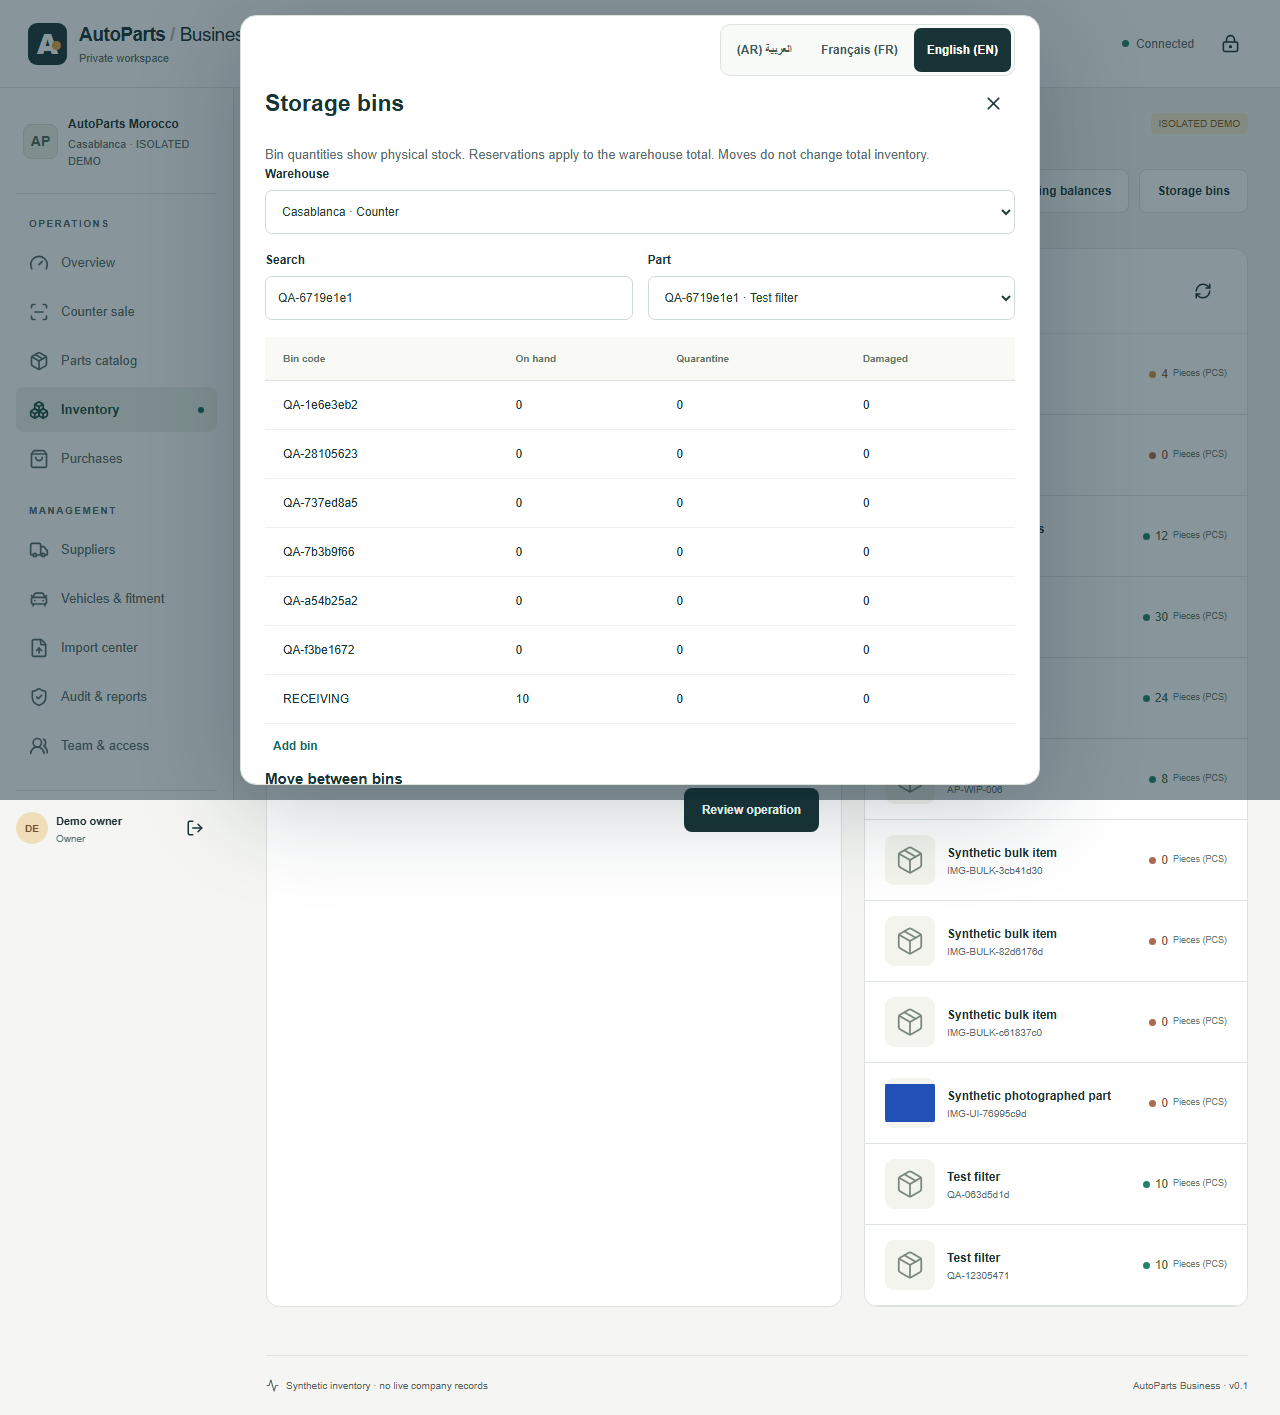 AutoParts / Busines
Private workspace
Connected
AP
AutoParts Morocco
Casablanca · ISOLATED
DEMO
OPERATIONS
Overview
Counter sale
Parts catalog
Inventory
Purchases
MANAGEMENT
Suppliers
Vehicles & fitment
Import center
Audit & reports
Team & access
DE
Demo owner
Owner
(AR) العربية
Français (FR)
English (EN)
Storage bins
Bin quantities show physical stock. Reservations apply to the warehouse total. Moves do not change total inventory.
Warehouse
Casablanca · Counter
Search
Part
QA-6719e1e1
QA-6719e1e1 · Test filter
Bin code On hand Quarantine Damaged
QA-1e6e3eb2 0 0 0
QA-28105623 0 0 0
QA-737ed8a5 0 0 0
QA-7b3b9f66 0 0 0
QA-a54b25a2 0 0 0
QA-f3be1672 0 0 0
RECEIVING 10 0 0
Add bin
Move between bins
Review operation
ISOLATED DEMO
ing balances
Storage bins
4 Pieces (PCS)
0 Pieces (PCS)
s
12 Pieces (PCS)
30 Pieces (PCS)
24 Pieces (PCS)
8 Pieces (PCS)
AP-WIP-006
Synthetic bulk item
IMG-BULK-3cb41d30
0 Pieces (PCS)
Synthetic bulk item
IMG-BULK-82d6176d
0 Pieces (PCS)
Synthetic bulk item
IMG-BULK-c61837c0
0 Pieces (PCS)
Synthetic photographed part
IMG-UI-76995c9d
0 Pieces (PCS)
Test filter
QA-063d5d1d
10 Pieces (PCS)
Test filter
QA-12305471
10 Pieces (PCS)
Synthetic inventory · no live company records
AutoParts Business · v0.1